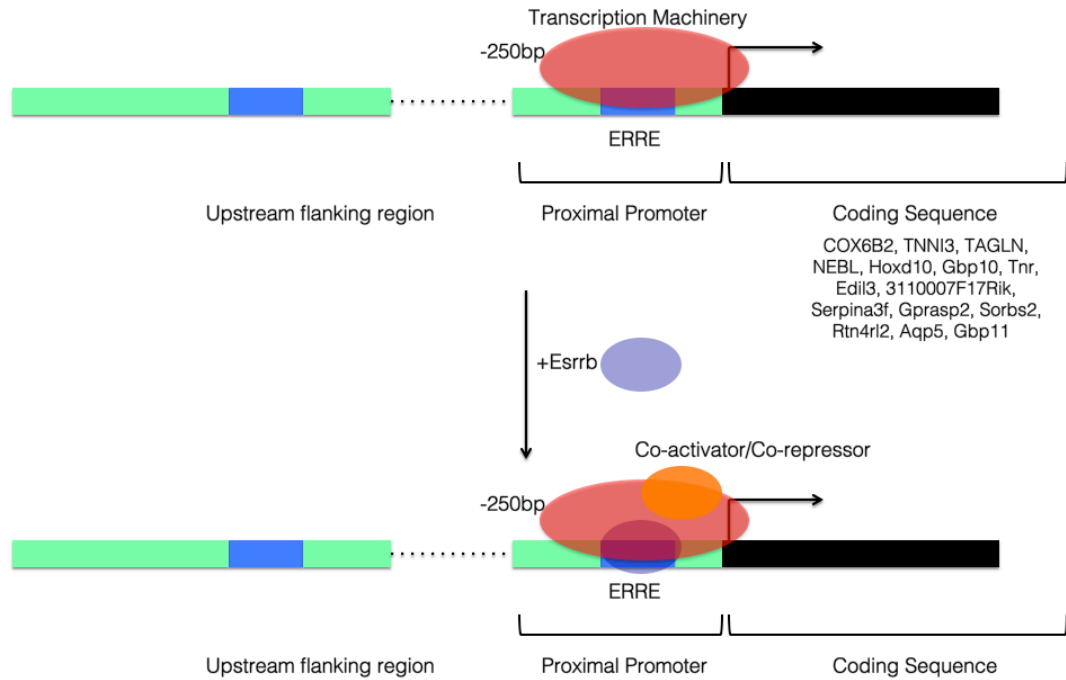 Transcription Machinery
-250bp
ERRE
Upstream flanking region
Proximal Promoter
Coding Sequence
COX6B2, TNNI3, TAGLN,
NEBL, Hoxd10, Gbp10, Tnr,
Edil3, 3110007F17Rik,
Serpina3f, Gprasp2, Sorbs2,
Rtn4rl2, Aqp5, Gbp11
+Esrrb
Co-activator/Co-repressor
-250bp
ERRE
Upstream flanking region
Proximal Promoter
Coding Sequence